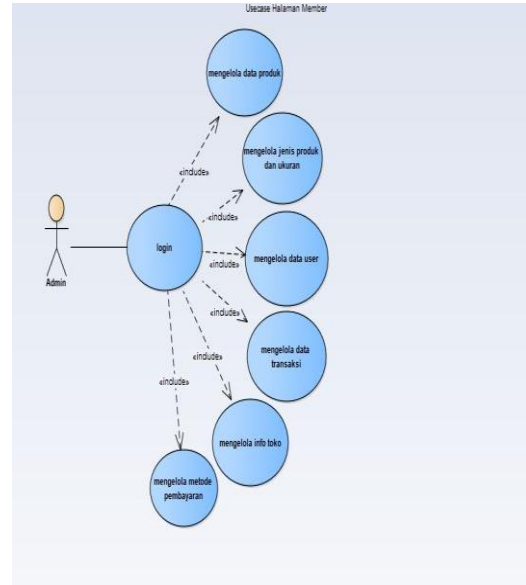 Usecase Halaman Member
mengelola data produk
«include»
mengelola jenis produk
dan ukuran
«include»
login
mengelola data user
«include»
Admin
mengelola data
transaksi
«include»
«include»
«include»
mengelola info toko
mengelola metode
pembayaran